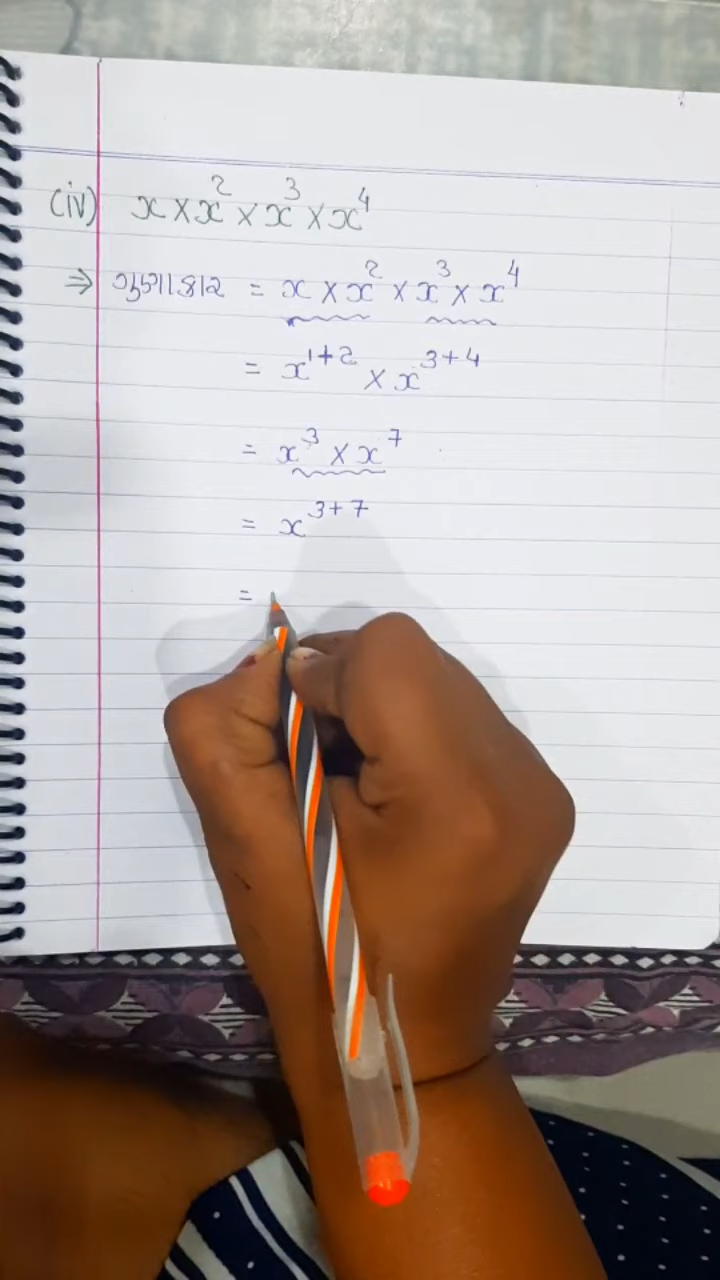 (iv) x × x² × x³ × x⁴
⇒ ગુણાકાર = x × x² × x³ × x⁴
= x¹⁺² × x³⁺⁴
= x³ × x⁷
= x³⁺⁷
=